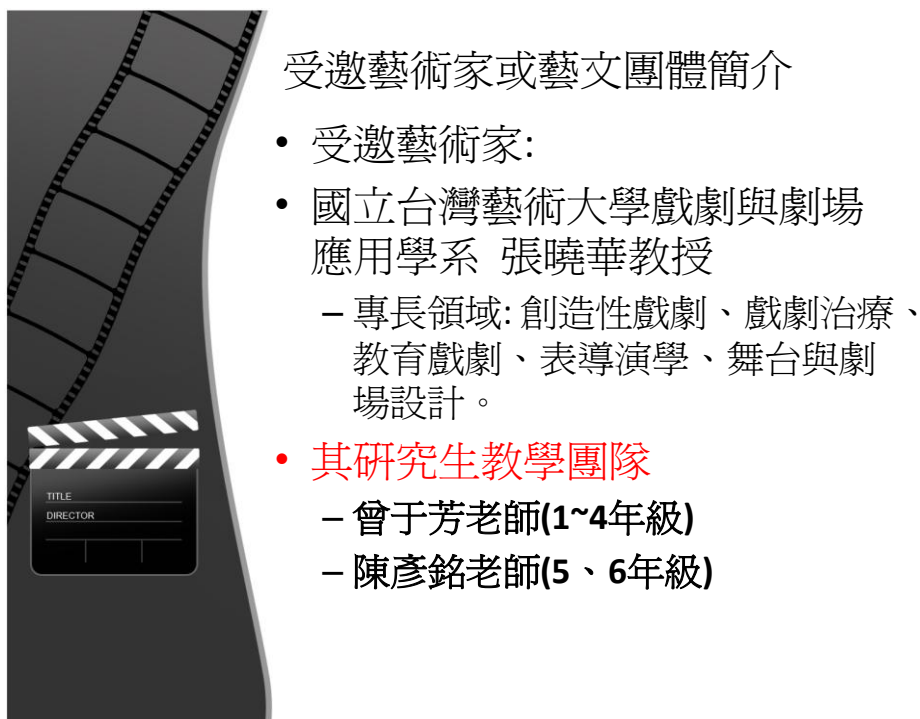 受邀藝術家或藝文團體簡介
• 受邀藝術家:
• 國立台灣藝術大學戲劇與劇場
應用學系 張曉華教授
– 專長領域: 創造性戲劇、戲劇治療、
教育戲劇、表導演學、舞台與劇
場設計。
• 其研究生教學團隊
– 曾于芳老師(1~4年級)
– 陳彥銘老師(5、6年級)
TITLE
DIRECTOR